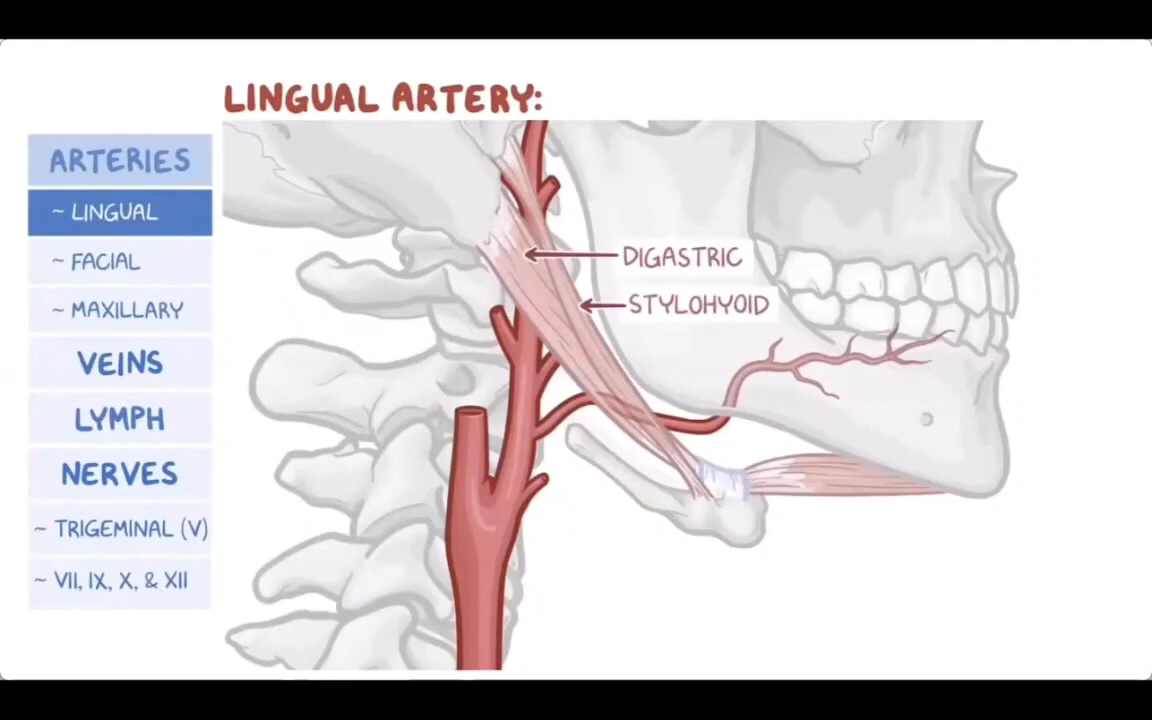 LINGUAL ARTERY:
ARTERIES
~ LINGUAL
~ FACIAL
~ MAXILLARY
VEINS
LYMPH
NERVES
~ TRIGEMINAL (V)
~ VII, IX, X, & XII
DIGASTRIC
STYLOHYOID